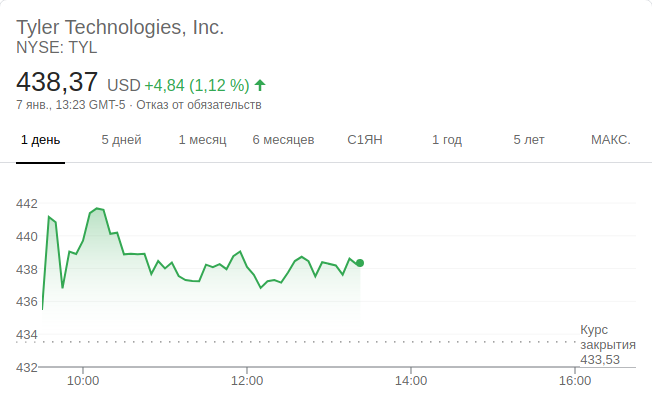 Tyler Technologies, Inc.
NYSE: TYL
438,37 USD +4,84 (1,12 %)
7 янв., 13:23 GMT-5 · Отказ от обязательств
1 день 5 дней 1 месяц 6 месяцев С1ЯН 1 год 5 лет МАКС.
442
440
438
436
434
432
Курс
закрытия
433,53
10:00 12:00 14:00 16:00